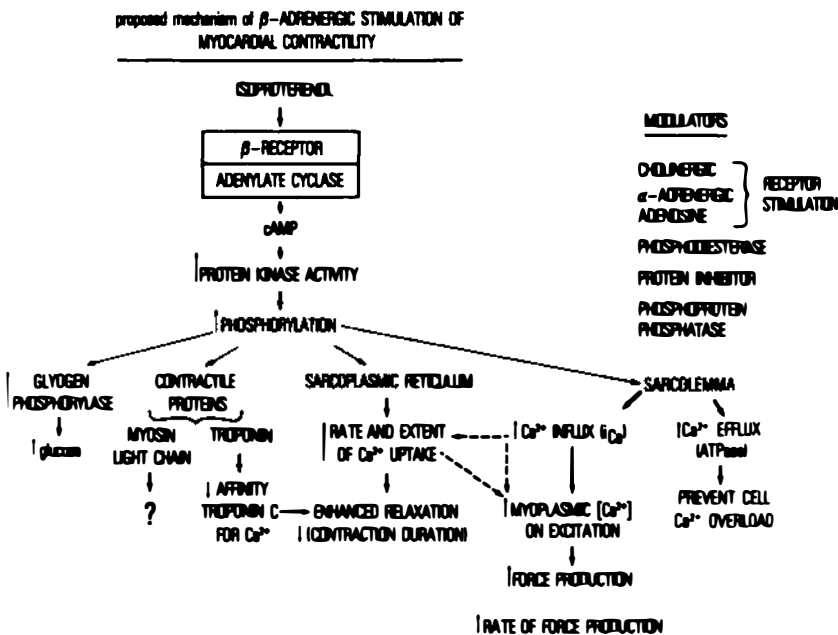 proposed mechanism of β-ADRENERGIC STIMULATION OF
MYOCARDIAL CONTRACTILITY
ISOPROTERENOL
β-RECEPTOR
ADENYLATE CYCLASE
cAMP
↑PROTEIN KINASE ACTIVITY
↑PHOSPHORYLATION
MODULATORS
CHOLINERGIC
α-ADRENERGIC
ADENOSINE
RECEPTOR
STIMULATION
PHOSPHODIESTERASE
PROTEIN INHIBITOR
PHOSPHOPROTEIN
PHOSPHATASE
↑GLYOGEN
PHOSPHORYLASE
↑glucose
CONTRACTILE
PROTEINS
MYOSIN
LIGHT CHAIN
?
TROPONIN
↓AFFINITY
TROPONIN C
FOR Ca²⁺
SARCOPLASMIC RETICULUM
↑RATE AND EXTENT
OF Ca²⁺ UPTAKE
ENHANCED RELAXATION
↓(CONTRACTION DURATION)
SARCOLEMMA
↑Ca²⁺ INFLUX (iCa)
↑MYOPLASMIC [Ca²⁺]
ON EXCITATION
↑FORCE PRODUCTION
↑RATE OF FORCE PRODUCTION
↑Ca²⁺ EFFLUX
(ATPase)
PREVENT CELL
Ca²⁺ OVERLOAD